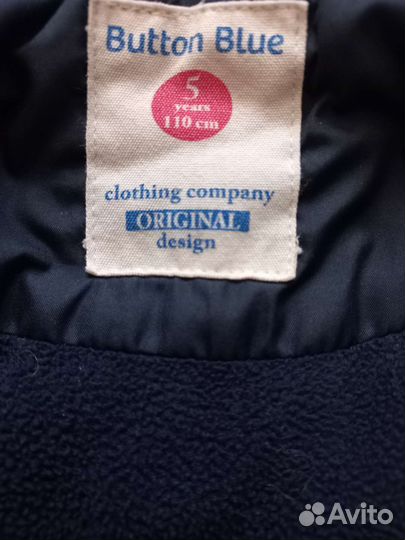 Button Blue
5
years
110 cm
clothing company
ORIGINAL
design
Avito